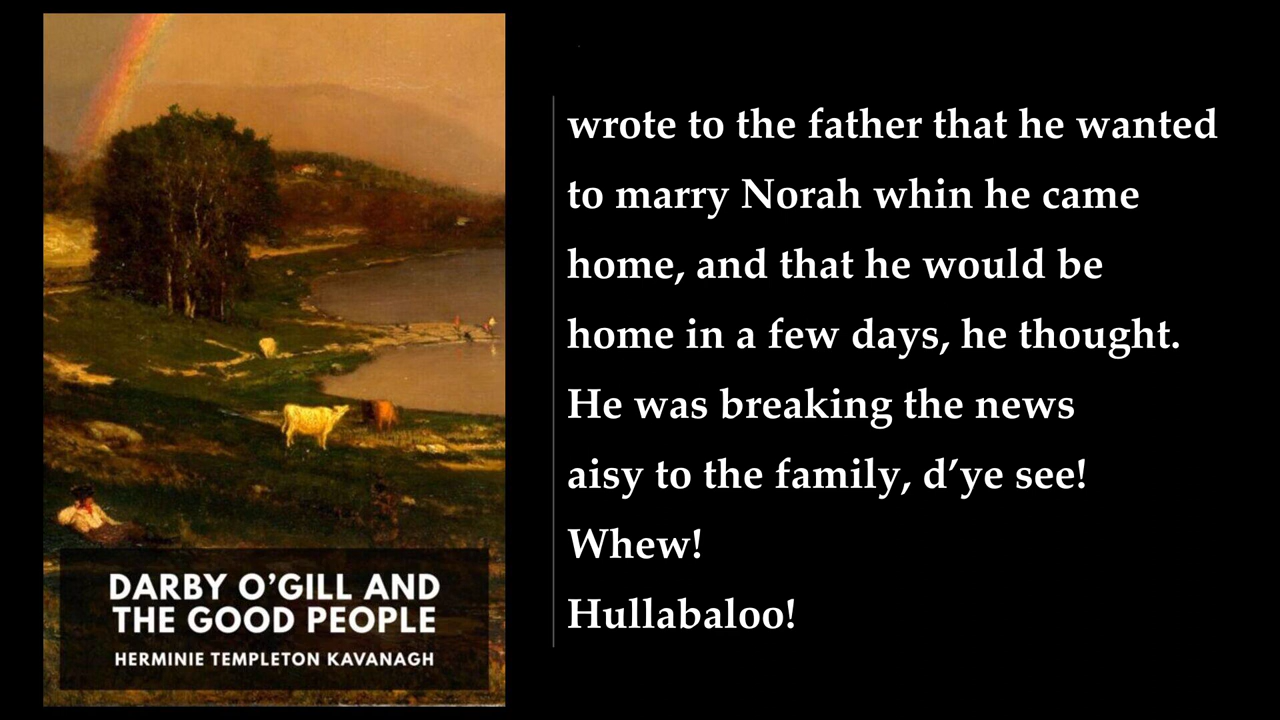 DARBY O’GILL AND
THE GOOD PEOPLE
HERMINIE TEMPLETON KAVANAGH
wrote to the father that he wanted
to marry Norah whin he came
home, and that he would be
home in a few days, he thought.
He was breaking the news
aisy to the family, d’ye see!
Whew!
Hullabaloo!